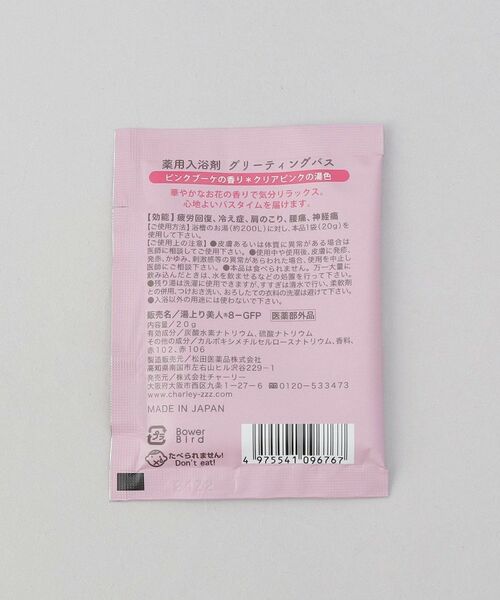 薬用入浴剤 グリーティングバス
ピンクブーケの香り*クリアピンクの湯色
華やかなお花の香りで気分リラックス。
心地よいバスタイムを届けます。
【効能】疲労回復、冷え症、肩のこり、腰痛、神経痛
【ご使用方法】浴槽のお湯(約200L)に対し、本品1袋(20g)を
使用して下さい。
【ご使用上の注意】●皮膚あるいは体質に異常がある場合は
医師に相談してご使用下さい。●使用中や使用後、皮膚に発疹、
発赤、かゆみ、刺激感等の異常があらわれた場合、使用を中止し
医師にご相談下さい。●本品は食べられません。万一大量に
飲み込んだときは、水を飲ませるなどの処置を行って下さい。
●残り湯は洗濯に使用できますが、すすぎは清水で行い、柔軟剤
との併用、つけおき洗い、おろしたての衣料の洗濯は避けて下さい。
●入浴以外の用途には使わないで下さい。
販売名/湯上り美人®8-GFP 医薬部外品
内容量/20g
有効成分/炭酸水素ナトリウム、硫酸ナトリウム
その他の成分/カルボキシメチルセルロースナトリウム、香料、
赤102、赤106
製造販売元/松田医薬品株式会社
高知県南国市左右山ヒル沢谷229-1
発売元/株式会社チャーリー
大阪府大阪市西区九条1-27-6 0120-533473
www.charley-zzz.com
MADE IN JAPAN
プラ
Bower
Bird
たべられません!
Don't eat!
4 975541 096767